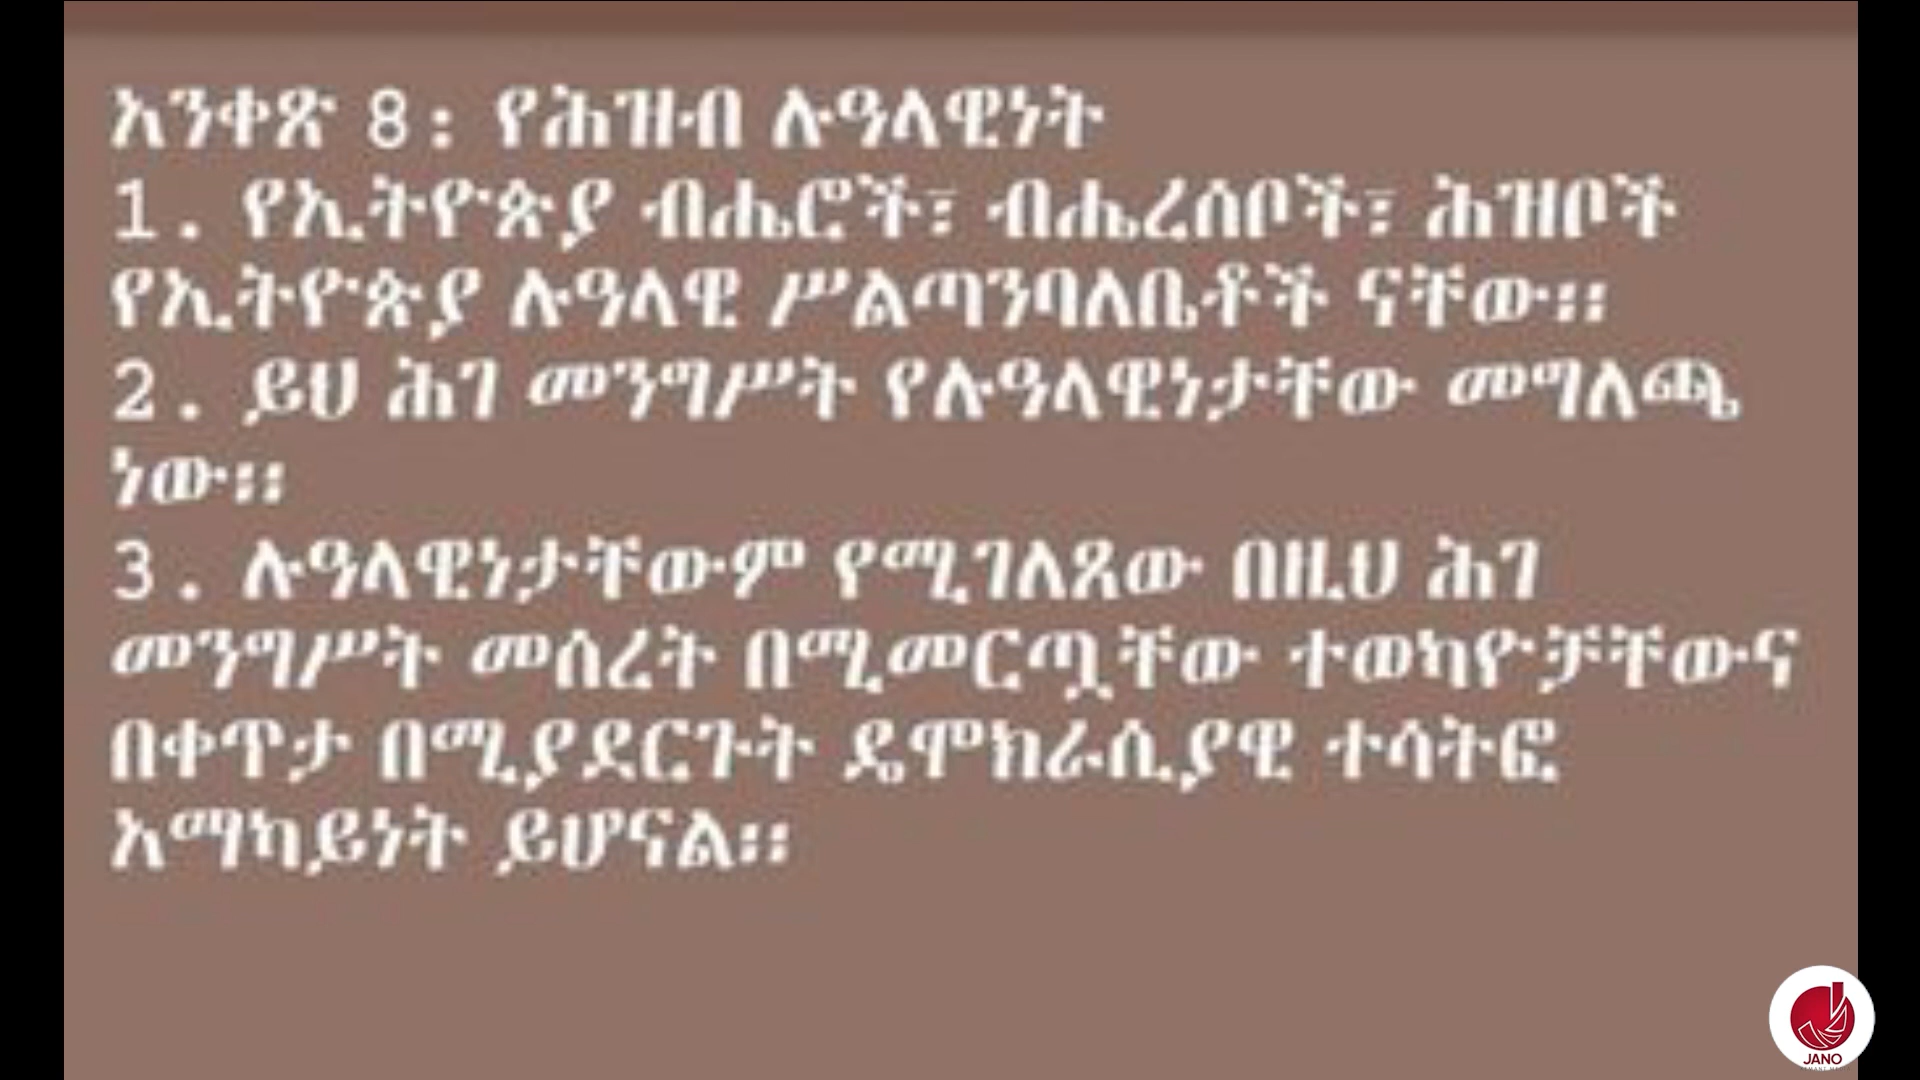 አንቀጽ 8፡ የሕዝብ ሉዓላዊነት
1. የኢትዮጵያ ብሔሮች፣ ብሔረሰቦች፣ ሕዝቦች
የኢትዮጵያ ሉዓላዊ ሥልጣንባለቤቶች ናቸው፡፡
2. ይህ ሕገ መንግሥት የሉዓላዊነታቸው መግለጫ
ነው፡፡
3. ሉዓላዊነታቸውም የሚገለጸው በዚህ ሕገ
መንግሥት መሰረት በሚመርጧቸው ተወካዮቻቸውና
በቀጥታ በሚያደርጉት ዴሞክራሲያዊ ተሳትፎ
አማካይነት ይሆናል፡፡
JANO